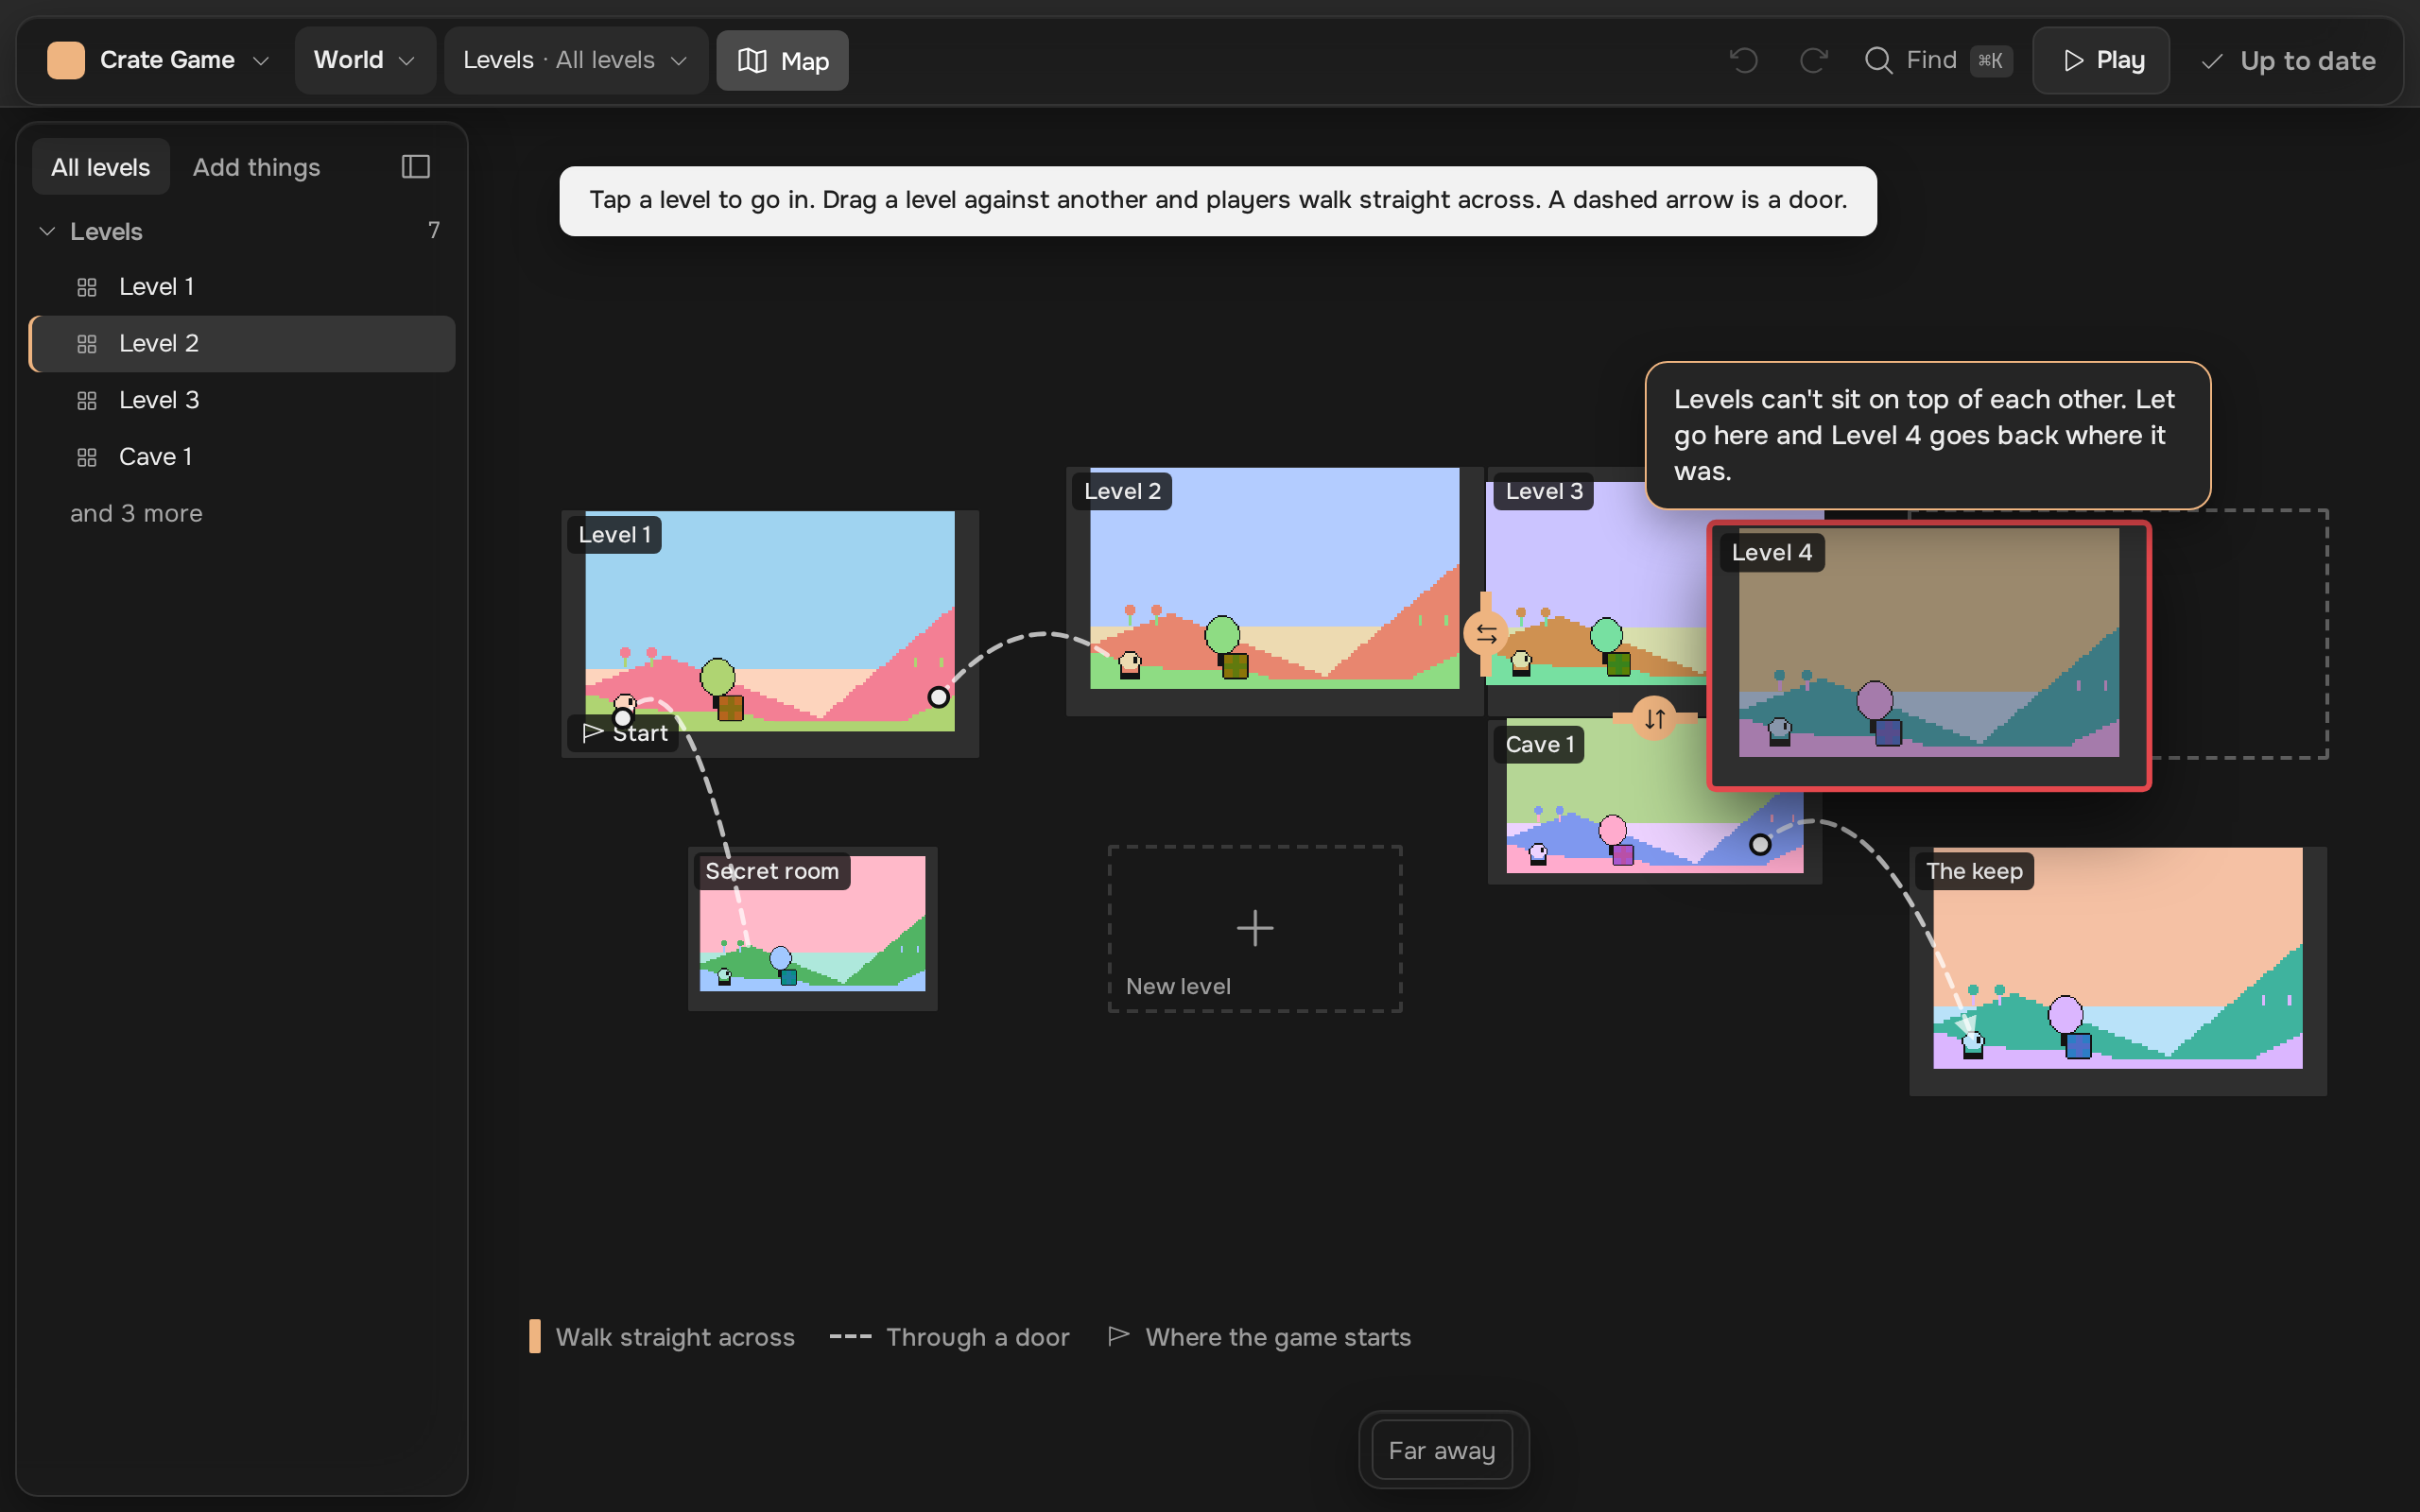 Crate Game
World
Levels · All levels
Map
Find ⌘K
Play
Up to date
All levels
Add things
Levels 7
Level 1
Level 2
Level 3
Cave 1
and 3 more
Tap a level to go in. Drag a level against another and players walk straight across. A dashed arrow is a door.
Levels can't sit on top of each other. Let
go here and Level 4 goes back where it
was.
Level 1
Start
Level 2
Level 3
Level 4
Cave 1
Secret room
New level
The keep
Walk straight across
Through a door
Where the game starts
Far away